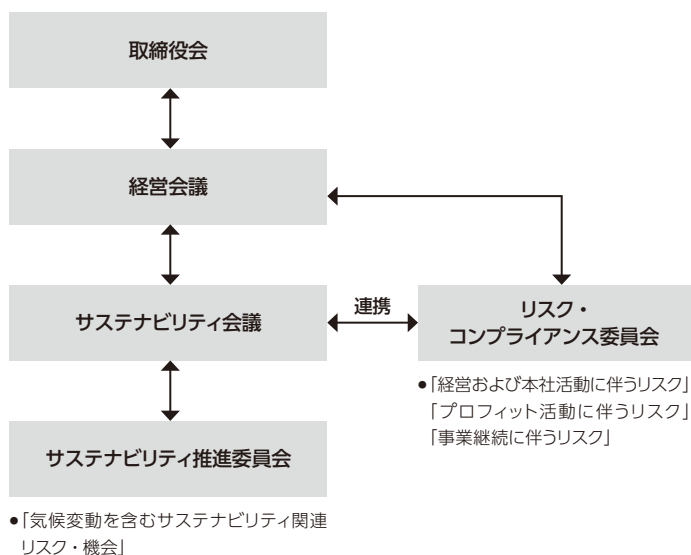 取締役会
経営会議
サステナビリティ会議
連携
リスク・
コンプライアンス委員会
●「経営および本社活動に伴うリスク」
「プロフィット活動に伴うリスク」
「事業継続に伴うリスク」
サステナビリティ推進委員会
●「気候変動を含むサステナビリティ関連
リスク・機会」